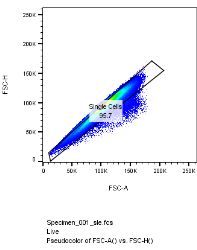 250K
200K
150K
100K
50K
0
FSC-H
Single Cells
95.7
0 50K 100K 150K 200K 250K
FSC-A
Specimen_001_sle.fcs
Live
Pseudocolor of FSC-A() vs. FSC-H()